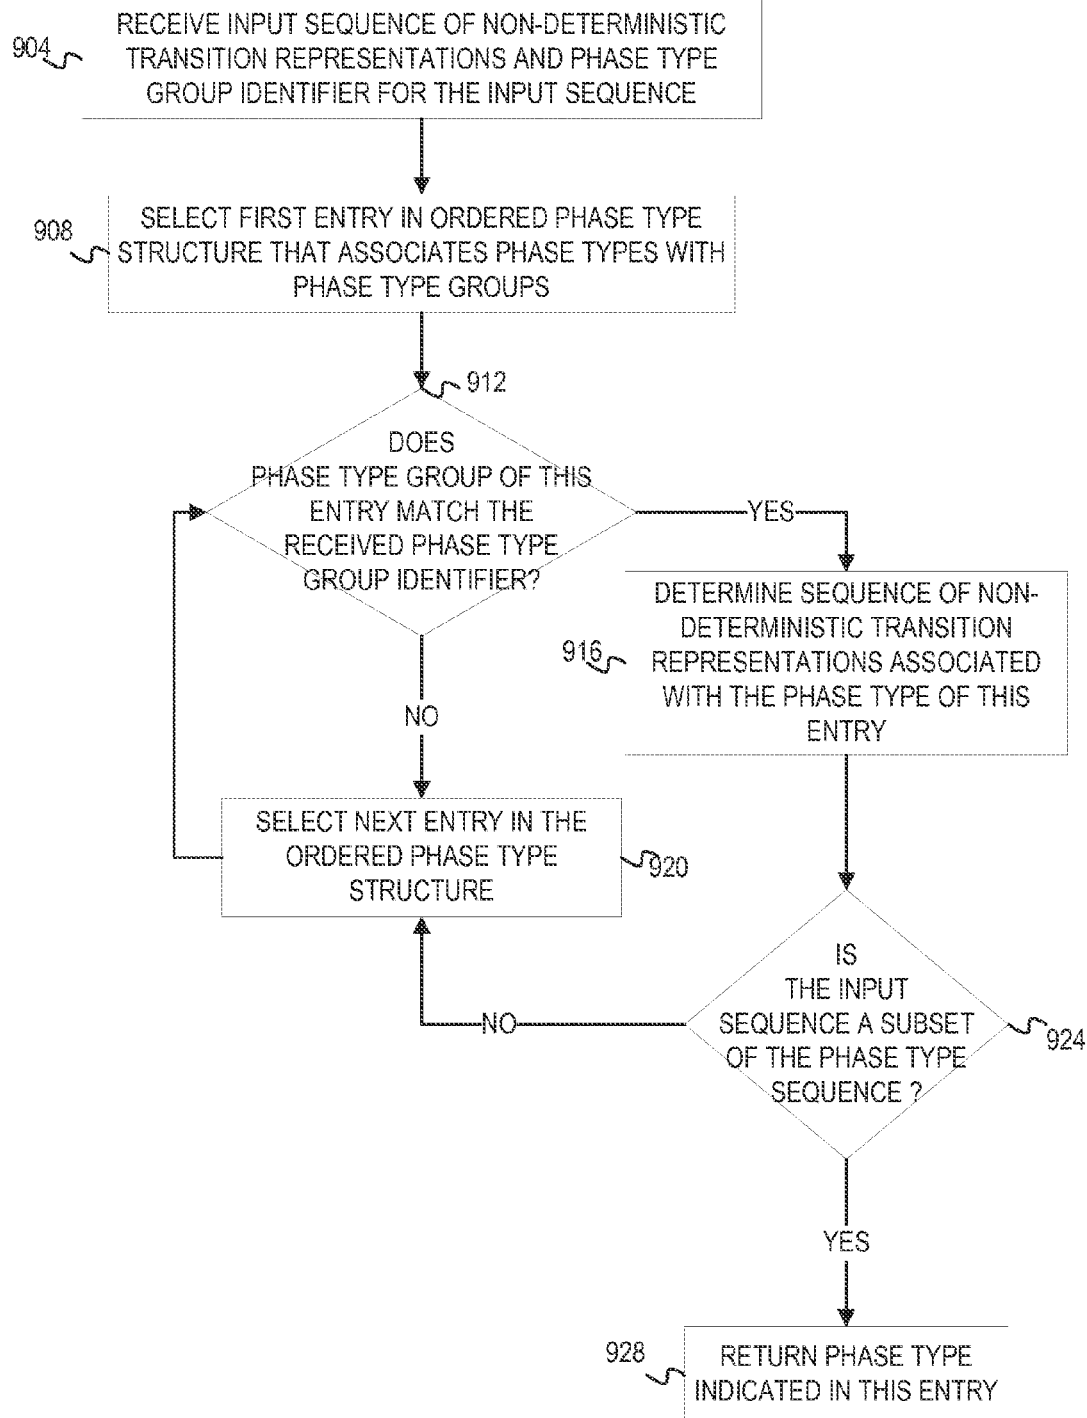 RECEIVE INPUT SEQUENCE OF NON-DETERMINISTIC
TRANSITION REPRESENTATIONS AND PHASE TYPE
GROUP IDENTIFIER FOR THE INPUT SEQUENCE
904
SELECT FIRST ENTRY IN ORDERED PHASE TYPE
STRUCTURE THAT ASSOCIATES PHASE TYPES WITH
PHASE TYPE GROUPS
908
912
DOES
PHASE TYPE GROUP OF THIS
ENTRY MATCH THE
RECEIVED PHASE TYPE
GROUP IDENTIFIER?
YES
NO
DETERMINE SEQUENCE OF NON-
DETERMINISTIC TRANSITION
REPRESENTATIONS ASSOCIATED
WITH THE PHASE TYPE OF THIS
ENTRY
916
SELECT NEXT ENTRY IN THE
ORDERED PHASE TYPE
STRUCTURE
920
IS
THE INPUT
SEQUENCE A SUBSET
OF THE PHASE TYPE
SEQUENCE ?
924
NO
YES
928
RETURN PHASE TYPE
INDICATED IN THIS ENTRY